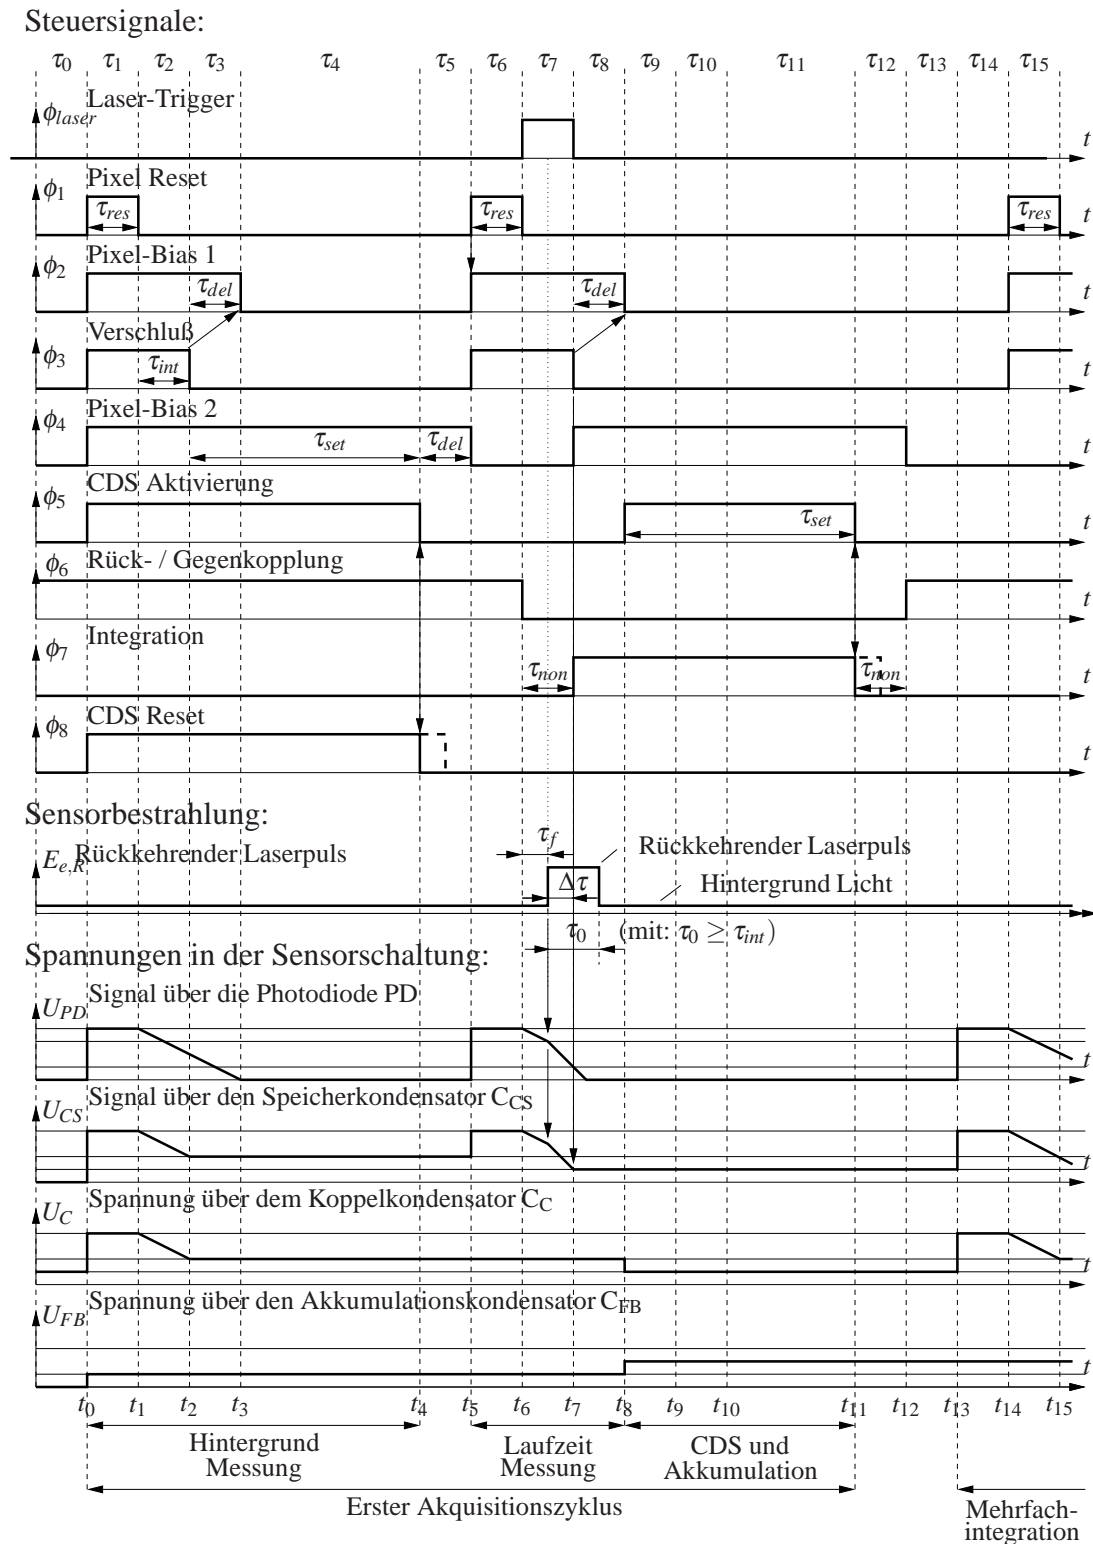 Steuersignale:
τ0 τ1 τ2 τ3 τ4 τ5 τ6 τ7 τ8 τ9 τ10 τ11 τ12 τ13 τ14 τ15
ϕlaser Laser-Trigger t
ϕ1 Pixel Reset t
τres τres τres
ϕ2 Pixel-Bias 1 t
τdel τdel
ϕ3 Verschluß t
τint
ϕ4 Pixel-Bias 2 t
τset τdel
ϕ5 CDS Aktivierung t
τset
ϕ6 Rück- / Gegenkopplung t
ϕ7 Integration t
τnon τnon
ϕ8 CDS Reset t
Sensorbestrahlung:
τf
Ee,R Rückkehrender Laserpuls
Rückkehrender Laserpuls
Δτ Hintergrund Licht
τ0 (mit: τ0 ≥ τint)
Spannungen in der Sensorschaltung:
UPD Signal über die Photodiode PD t
UCS Signal über den Speicherkondensator CCS t
UC Spannung über dem Koppelkondensator CC t
UFB Spannung über den Akkumulationskondensator CFB t
t0 t1 t2 t3 t4 t5 t6 t7 t8 t9 t10 t11 t12 t13 t14 t15
Hintergrund Messung
Laufzeit Messung
CDS und Akkumulation
Erster Akquisitionszyklus
Mehrfach-
integration